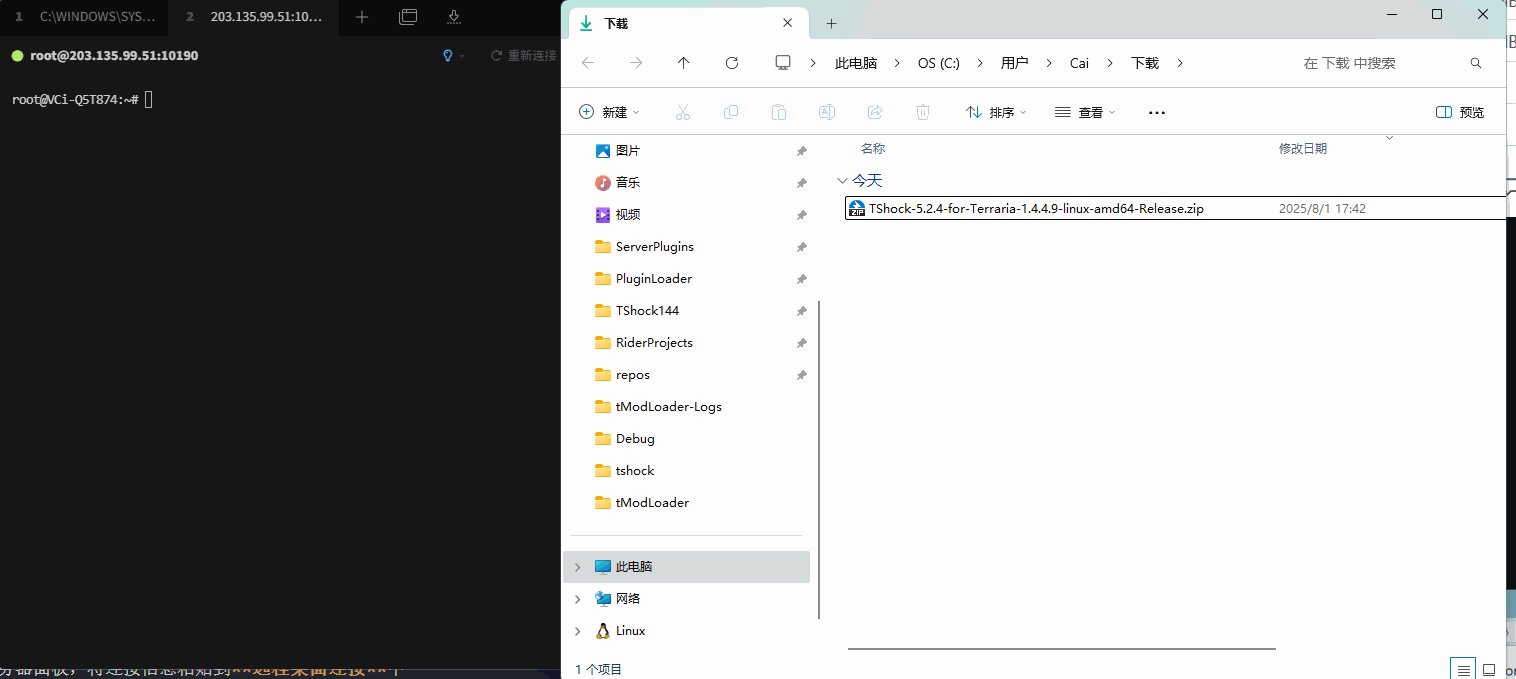 1 C:\WINDOWS\SYS...
2 203.135.99.51:10...
root@203.135.99.51:10190
重新连接
root@VCi-Q5T874:~#
下载
此电脑 > OS (C:) > 用户 > Cai > 下载 >
在 下载 中搜索
新建
排序
查看
预览
图片
音乐
视频
ServerPlugins
PluginLoader
TShock144
RiderProjects
repos
tModLoader-Logs
Debug
tshock
tModLoader
此电脑
网络
Linux
名称
修改日期
今天
TShock-5.2.4-for-Terraria-1.4.4.9-linux-amd64-Release.zip
2025/8/1 17:42
1 个项目